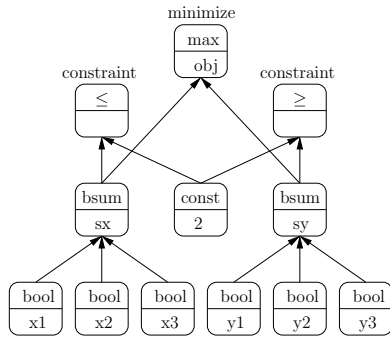 minimize
max
obj
constraint
constraint
≤
≥
bsum
const
bsum
sx
2
sy
bool
bool
bool
bool
bool
bool
x1
x2
x3
y1
y2
y3